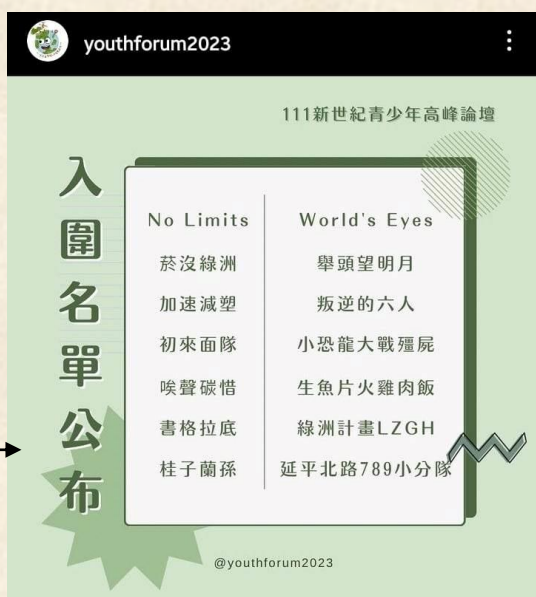 youthforum2023
111新世紀青少年高峰論壇
入圍名單公布
No Limits
菸沒綠洲
加速減塑
初來面隊
唉聲碳惜
書格拉底
桂子蘭孫
World's Eyes
舉頭望明月
叛逆的六人
小恐龍大戰殭屍
生魚片火雞肉飯
綠洲計畫LZGH
延平北路789小分隊
@youthforum2023